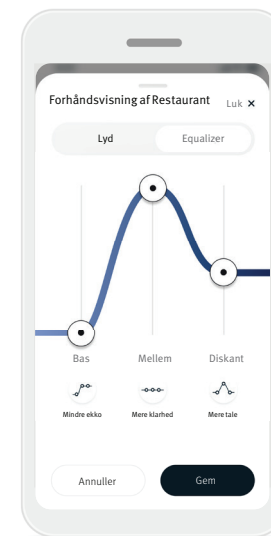 Forhåndsvisning af Restaurant Luk ×
Lyd Equalizer
Bas Mellem Diskant
Mindre ekko Mere klarhed Mere tale
Annuller Gem